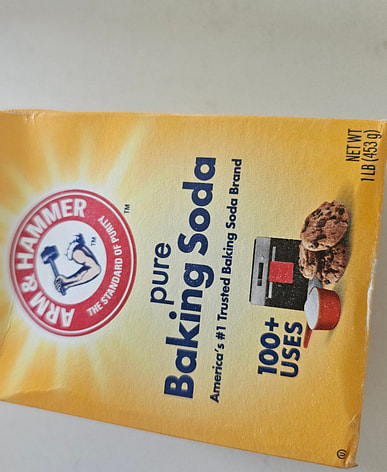 ARM & HAMMER
THE STANDARD OF PURITY
TM
TM
pure
Baking Soda
America's #1 Trusted Baking Soda Brand
100+
USES
NET WT
1 LB (453 g)
U